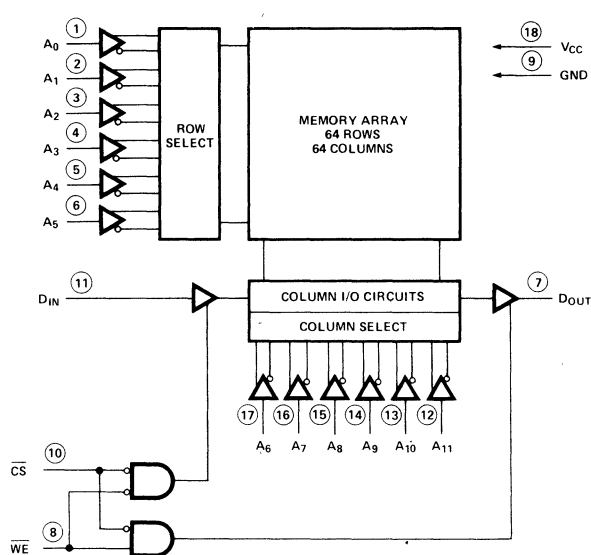 1
A0
2
A1
3
A2
4
A3
5
A4
6
A5
ROW
SELECT
MEMORY ARRAY
64 ROWS
64 COLUMNS
18
VCC
9
GND
11
DIN
COLUMN I/O CIRCUITS
COLUMN SELECT
7
DOUT
17 16 15 14 13 12
A6 A7 A8 A9 A10 A11
10
CS
8
WE